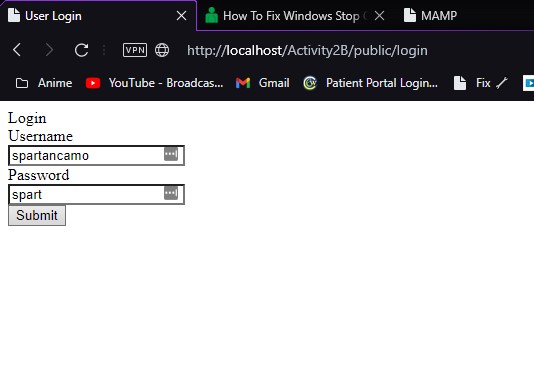 User Login
How To Fix Windows Stop
MAMP
VPN
http://localhost/Activity2B/public/login
Anime
YouTube - Broadcas...
Gmail
Patient Portal Login...
Fix
Login
Username
spartancamo
Password
spart
Submit